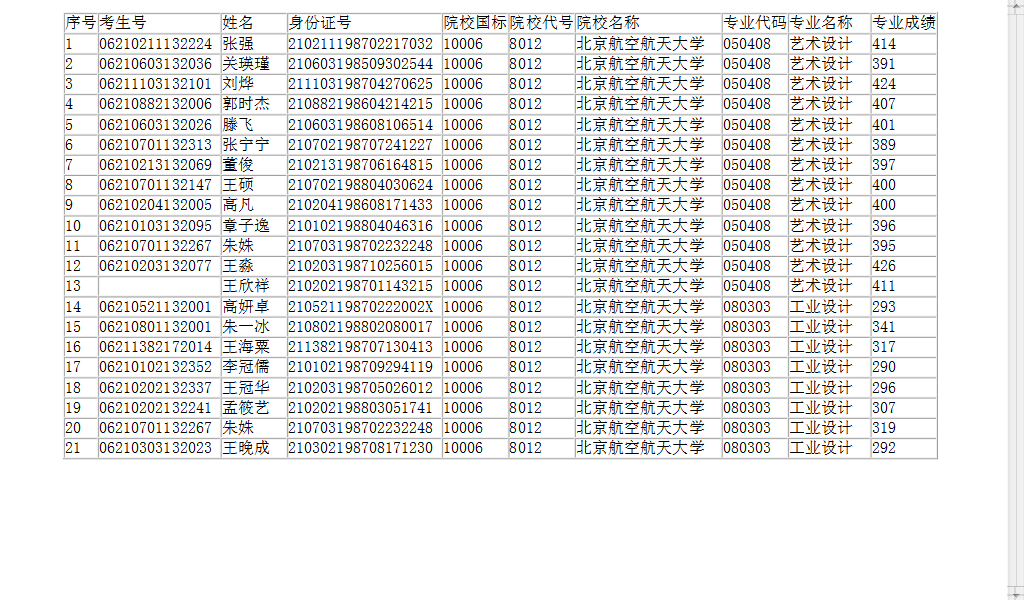 序号 考生号 姓名 身份证号 院校国标 院校代号 院校名称 专业代码 专业名称 专业成绩
1 06210211132224 张强 210211198702217032 10006 8012 北京航空航天大学 050408 艺术设计 414
2 06210603132036 关瑛瑾 210603198509302544 10006 8012 北京航空航天大学 050408 艺术设计 391
3 06211103132101 刘烨 211103198704270625 10006 8012 北京航空航天大学 050408 艺术设计 424
4 06210882132006 郭时杰 210882198604214215 10006 8012 北京航空航天大学 050408 艺术设计 407
5 06210603132026 滕飞 210603198608106514 10006 8012 北京航空航天大学 050408 艺术设计 401
6 06210701132313 张宁宁 210702198707241227 10006 8012 北京航空航天大学 050408 艺术设计 389
7 06210213132069 董俊 210213198706164815 10006 8012 北京航空航天大学 050408 艺术设计 397
8 06210701132147 王硕 210702198804030624 10006 8012 北京航空航天大学 050408 艺术设计 400
9 06210204132005 高凡 210204198608171433 10006 8012 北京航空航天大学 050408 艺术设计 400
10 06210103132095 章子逸 210102198804046316 10006 8012 北京航空航天大学 050408 艺术设计 396
11 06210701132267 朱姝 210703198702232248 10006 8012 北京航空航天大学 050408 艺术设计 395
12 06210203132077 王淼 210203198710256015 10006 8012 北京航空航天大学 050408 艺术设计 426
13 王欣祥 210202198701143215 10006 8012 北京航空航天大学 050408 艺术设计 411
14 06210521132001 高妍卓 21052119870222002X 10006 8012 北京航空航天大学 080303 工业设计 293
15 06210801132001 朱一冰 210802198802080017 10006 8012 北京航空航天大学 080303 工业设计 341
16 06211382172014 王海粟 211382198707130413 10006 8012 北京航空航天大学 080303 工业设计 317
17 06210102132352 李冠儒 210102198709294119 10006 8012 北京航空航天大学 080303 工业设计 290
18 06210202132337 王冠华 210203198705026012 10006 8012 北京航空航天大学 080303 工业设计 296
19 06210202132241 孟筱艺 210202198803051741 10006 8012 北京航空航天大学 080303 工业设计 307
20 06210701132267 朱姝 210703198702232248 10006 8012 北京航空航天大学 080303 工业设计 319
21 06210303132023 王晚成 210302198708171230 10006 8012 北京航空航天大学 080303 工业设计 292